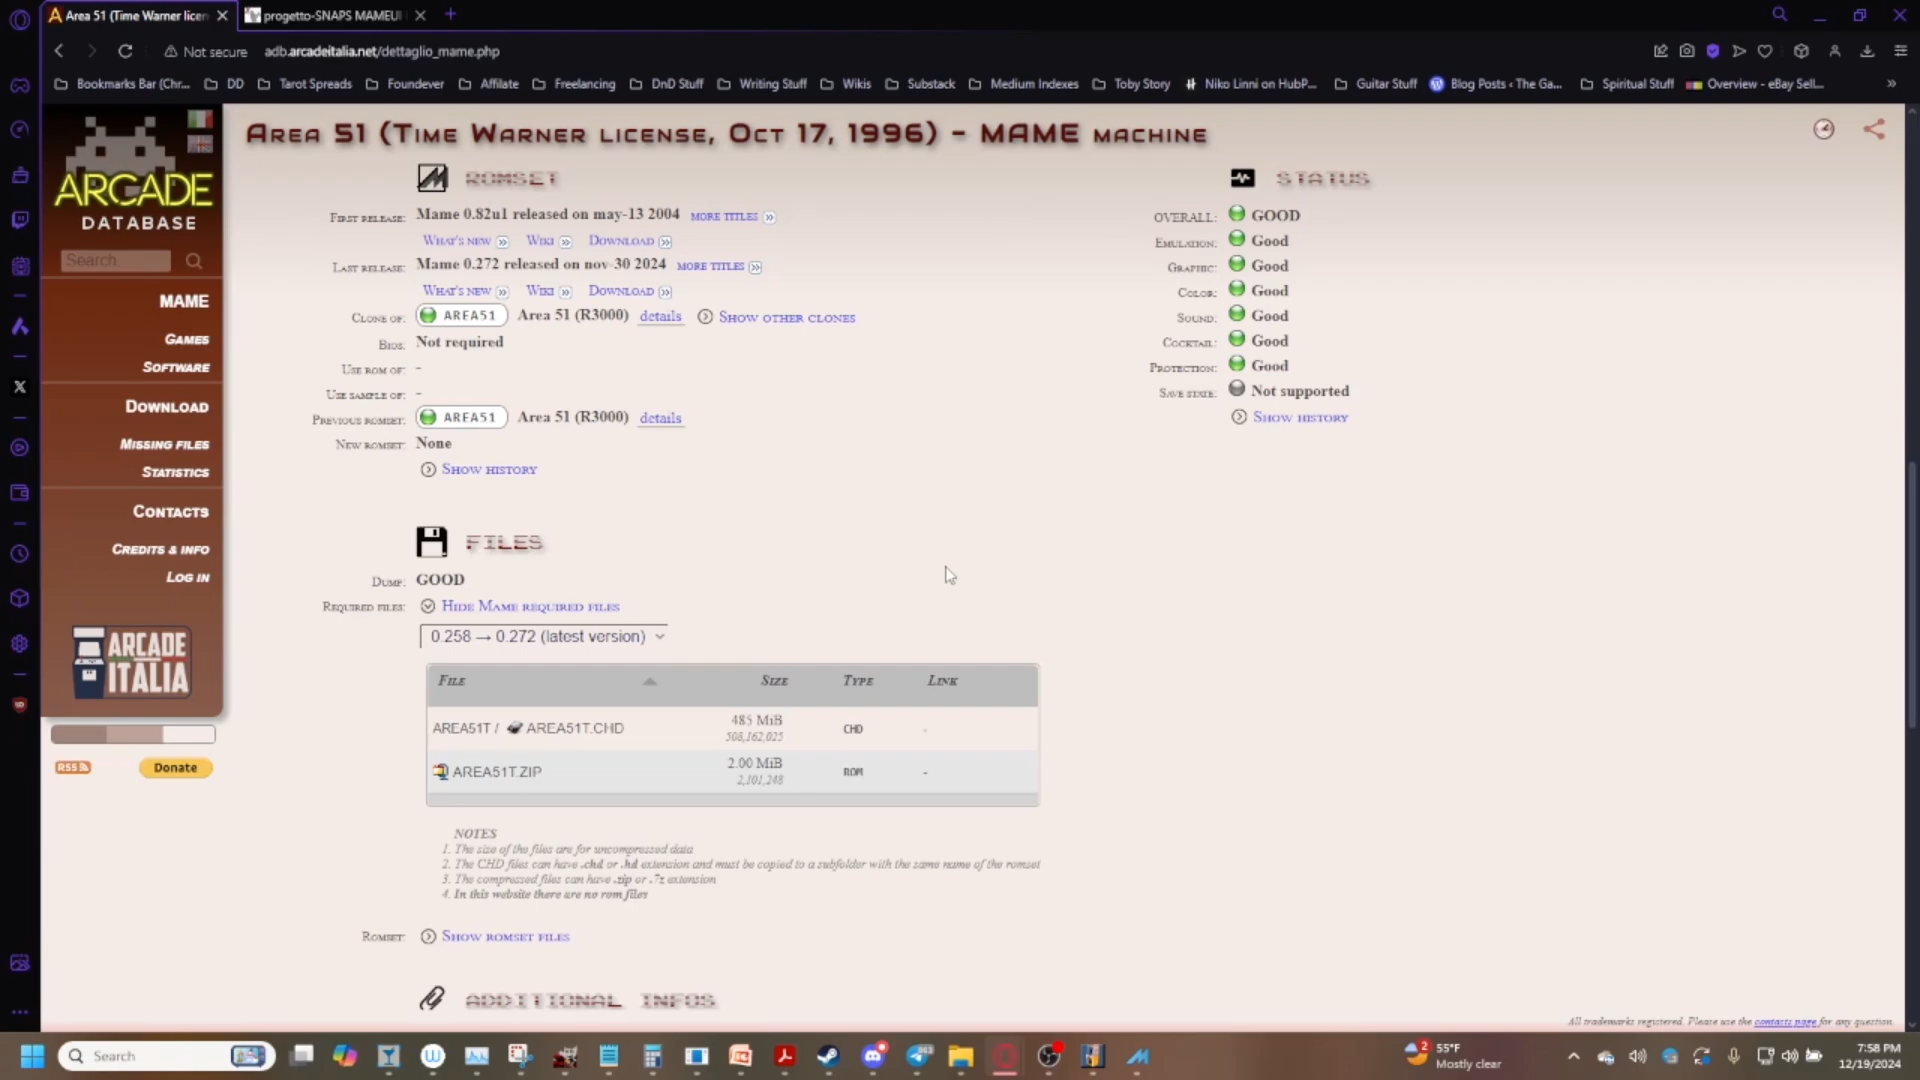 Area 51 (Time Warner licen
progetto-SNAPS MAMEUI
Not secure
adb.arcadeitalia.net/dettaglio_mame.php
Bookmarks Bar (Chr...
DD
Tarot Spreads
Foundever
Affilate
Freelancing
DnD Stuff
Writing Stuff
Wikis
Substack
Medium Indexes
Toby Story
Niko Linni on HubP...
Guitar Stuff
Blog Posts ‹ The Ga...
Spiritual Stuff
Overview - eBay Sell...
ARCADE
DATABASE
Search
MAME
Games
Software
Download
Missing files
Statistics
Contacts
Credits & info
Log in
ARCADE
ITALIA
RSS
Donate
Area 51 (Time Warner license, Oct 17, 1996) - MAME machine
ROMSET
First release: Mame 0.82u1 released on may-13 2004 More titles
What's new Wiki Download
Last release: Mame 0.272 released on nov-30 2024 More titles
What's new Wiki Download
Clone of: AREA51 Area 51 (R3000) details Show other clones
Bios: Not required
Use rom of: -
Use sample of: -
Previous romset: AREA51 Area 51 (R3000) details
New romset: None
Show history
STATUS
Overall: GOOD
Emulation: Good
Graphic: Good
Color: Good
Sound: Good
Cocktail: Good
Protection: Good
Save state: Not supported
Show history
FILES
Dump: GOOD
Required files: Hide Mame required files
0.258 → 0.272 (latest version)
File Size Type Link
AREA51T / AREA51T.CHD 485 MiB CHD -
508,162,025
AREA51T.ZIP 2.00 MiB ROM -
2,101,248
NOTES
1. The size of the files are for uncompressed data
2. The CHD files can have .chd or .hd extension and must be copied to a subfolder with the same name of the romset
3. The compressed files can have .zip or .7z extension
4. In this website there are no rom files
Romset: Show romset files
ADDITIONAL INFOS
All trademarks registered. Please use the contacts page for any question.
Search
2
55°F
Mostly clear
7:58 PM
12/19/2024